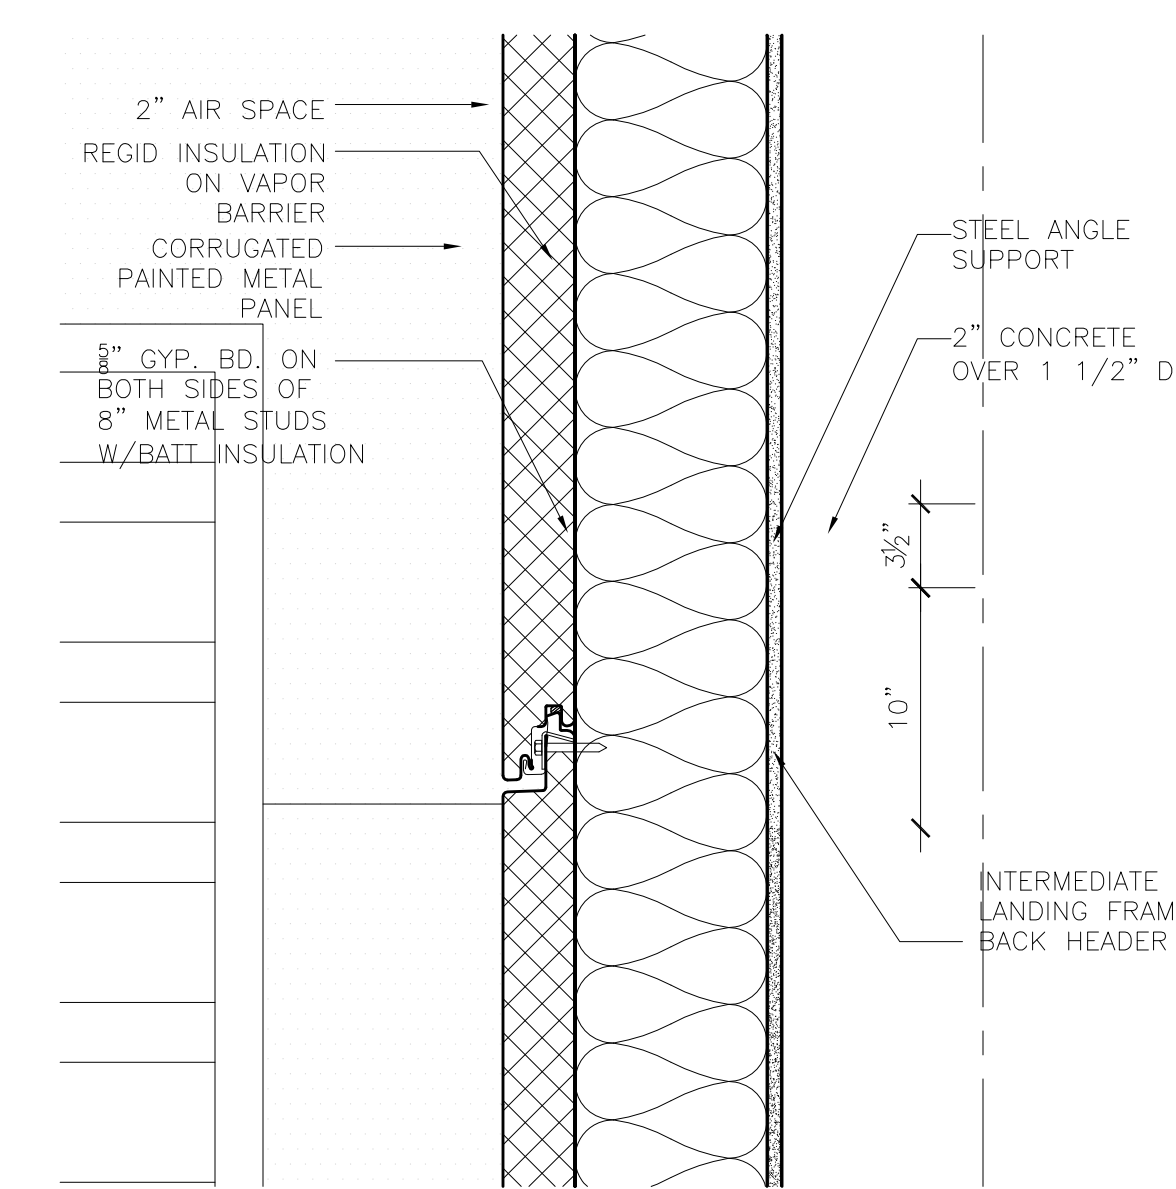 2” AIR SPACE
REGID INSULATION
ON VAPOR
BARRIER
CORRUGATED
PAINTED METAL
PANEL
5/8” GYP. BD. ON
BOTH SIDES OF
8” METAL STUDS
W/BATT INSULATION
STEEL ANGLE
SUPPORT
2” CONCRETE
OVER 1 1/2” D
3½”
10”
INTERMEDIATE
LANDING FRAM
BACK HEADER